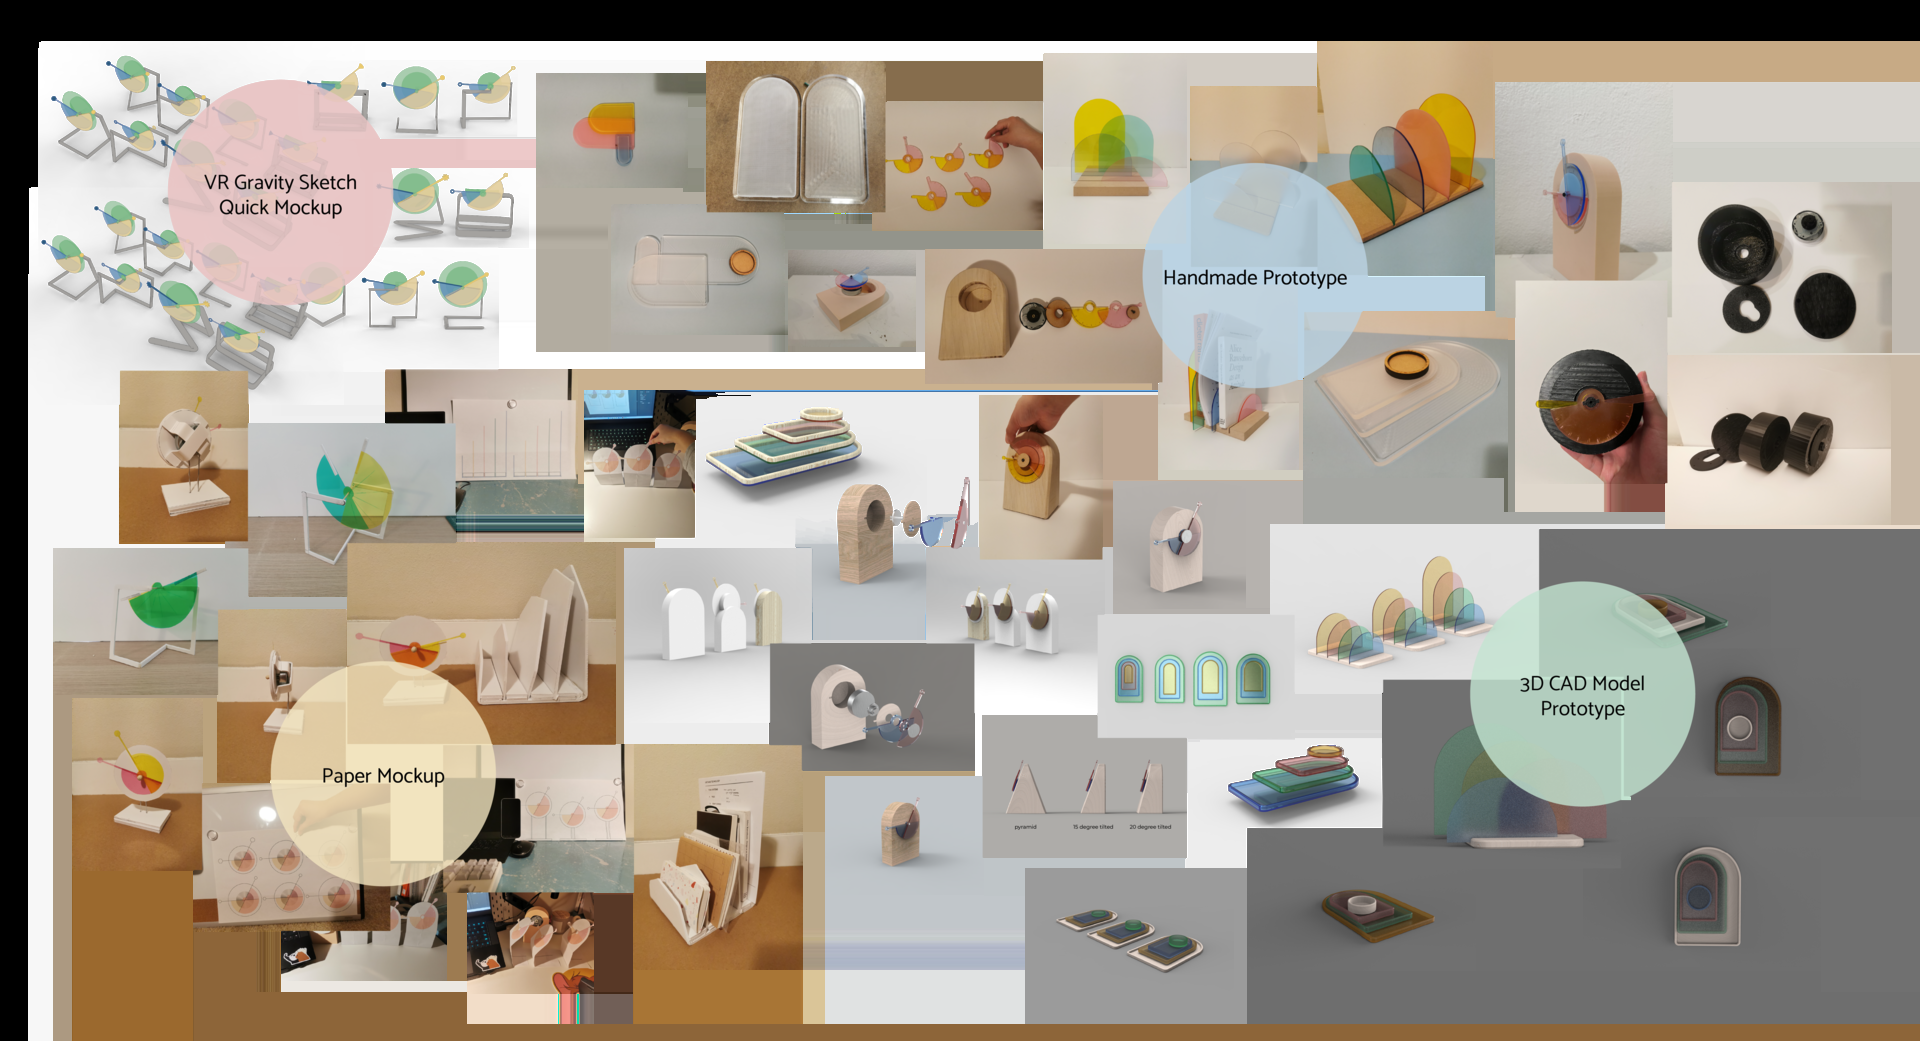 VR Gravity Sketch
Quick Mockup
Handmade Prototype
3D CAD Model
Prototype
Paper Mockup
pyramid
15 degree tilted
20 degree tilted